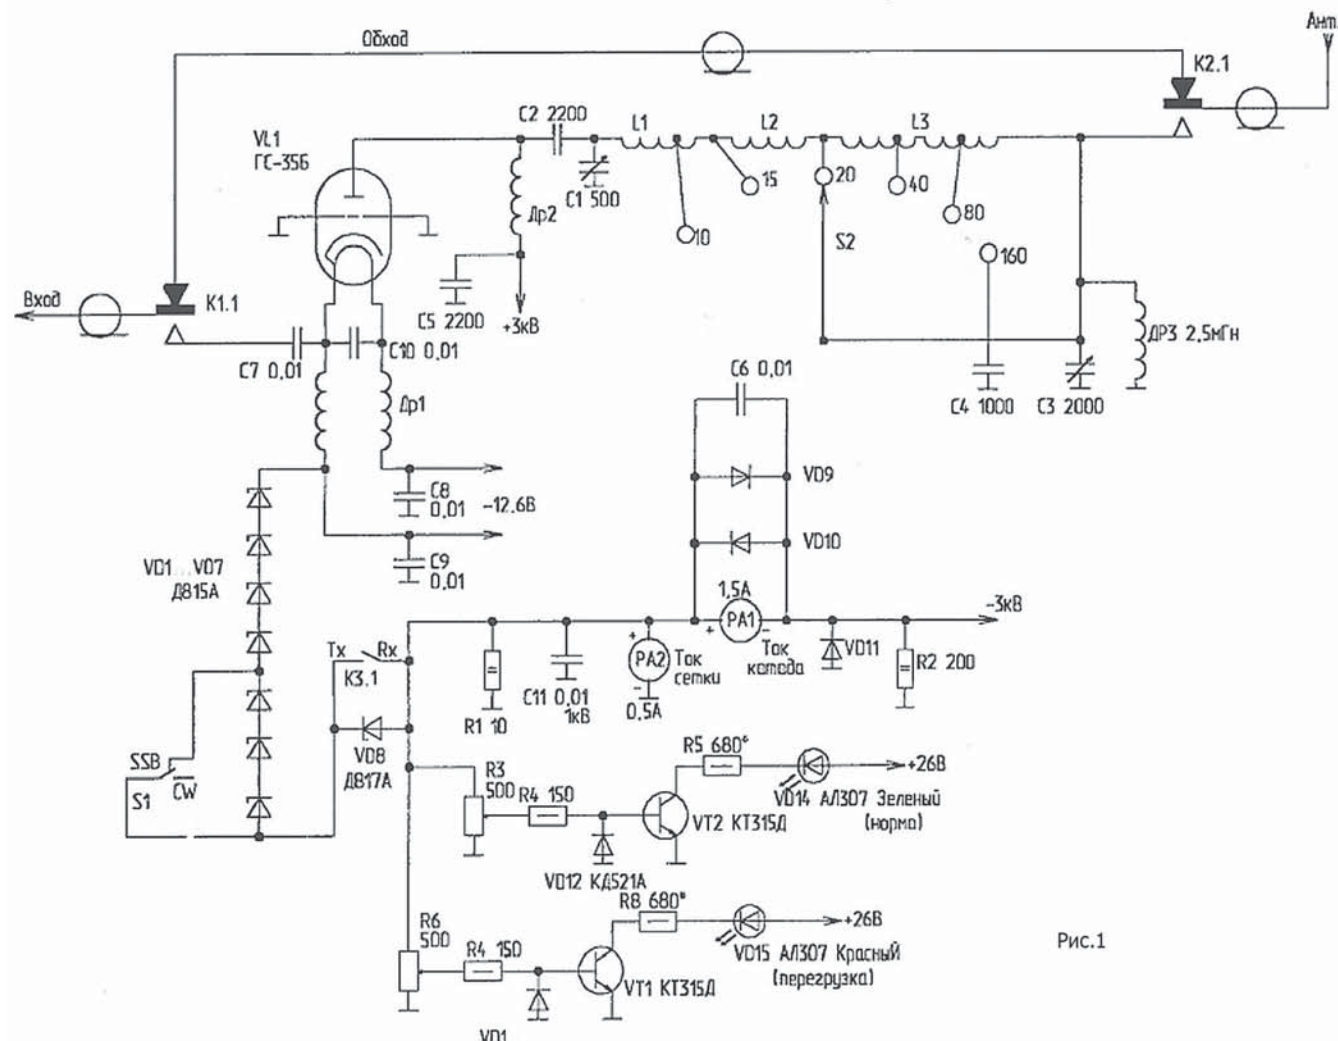 Обход
Ант.
K2.1
C2 2200
L1
L2
L3
VL1
ГС-35Б
C1 500
Др2
15
20
40
80
10
S2
160
Вход
K1.1
C5 2200
+3кВ
C7 0,01
C10 0,01
ДР3 2,5мГн
C6 0,01
C4 1000
C3 2000
Др1
VD9
C8
0,01
-12.6В
VD10
C9
0,01
VD1...VD7
Д815А
1,5А
-3кВ
+ PA1 -
Tx
Rx
K3.1
+
PA2
-
Ток
сетки
Ток
катода
VD11
R2 200
C11 0,01
1кВ
0,5А
R1 10
VD8
Д817А
SSB
S1
CW
R3
500
R4 150
R5 680*
+26В
VD14 АЛ307 Зеленый
(норма)
VT2 КТ315Д
VD12 КД521А
R8 680*
+26В
R6
500
R4 150
VD15 АЛ307 Красный
(перегрузка)
VT1 КТ315Д
Рис.1
VD1